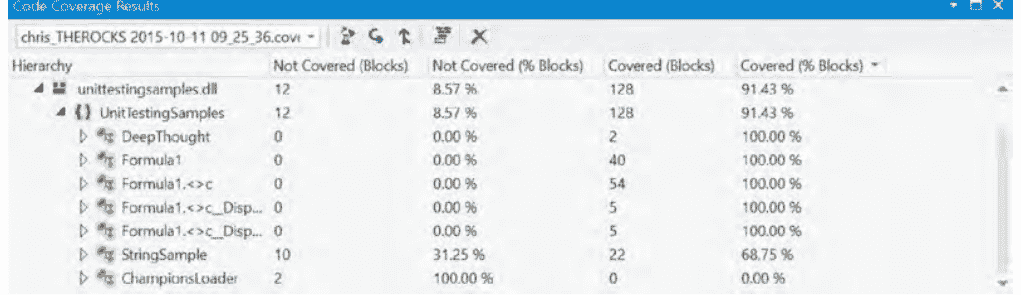 Code Coverage Results
chris_THEROCKS 2015-10-11 09_25_36.cov
Hierarchy Not Covered (Blocks) Not Covered (% Blocks) Covered (Blocks) Covered (% Blocks)
unittestingsamples.dll 12 8.57 % 128 91.43 %
{} UnitTestingSamples 12 8.57 % 128 91.43 %
DeepThought 0 0.00 % 2 100.00 %
Formula1 0 0.00 % 40 100.00 %
Formula1.<>c 0 0.00 % 54 100.00 %
Formula1.<>c_Disp... 0 0.00 % 5 100.00 %
Formula1.<>c_Disp... 0 0.00 % 5 100.00 %
StringSample 10 31.25 % 22 68.75 %
ChampionsLoader 2 100.00 % 0 0.00 %